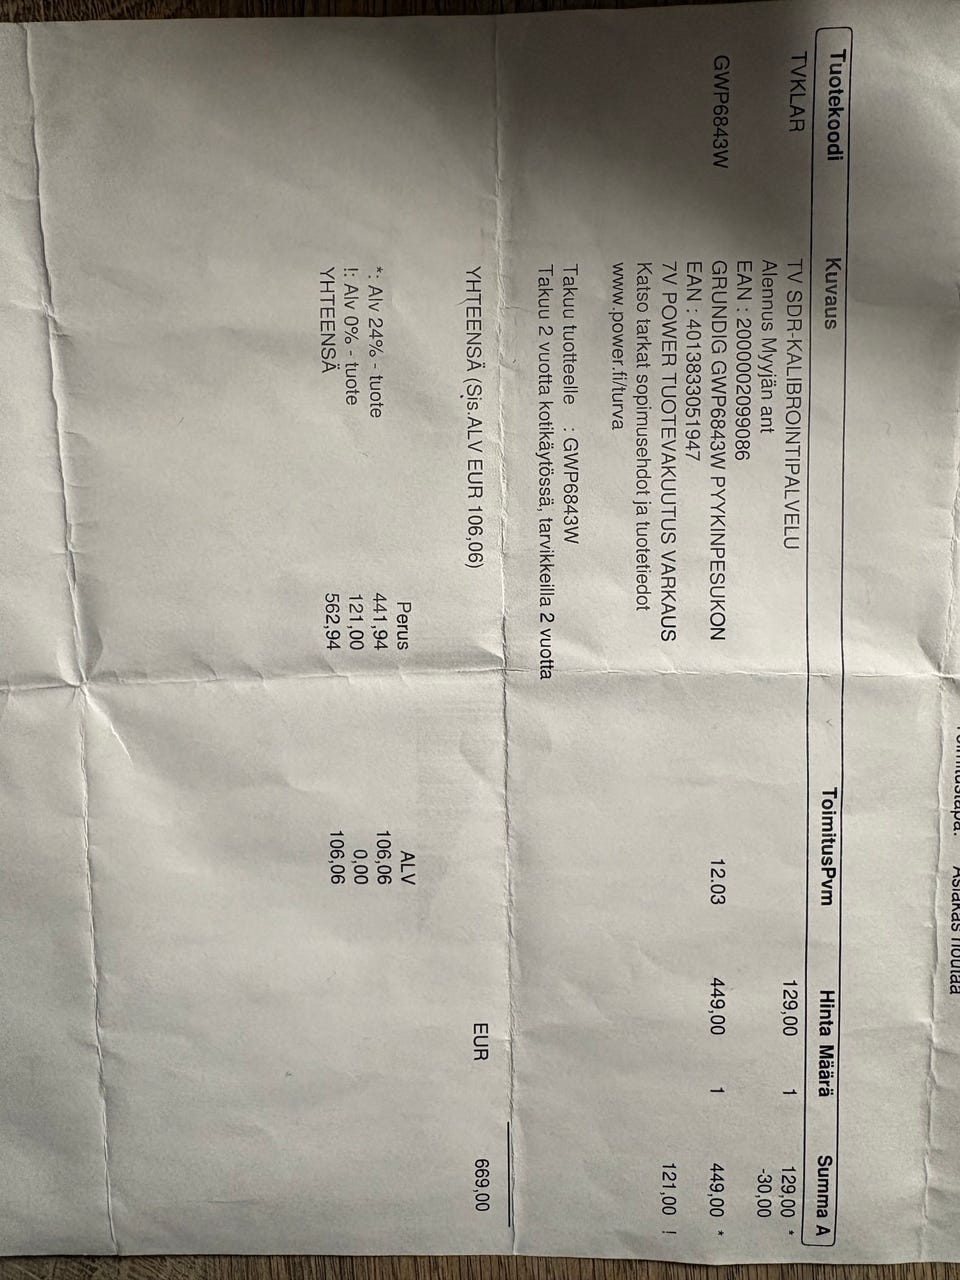 Toimitustapa: Asiakas noutaa
Tuotekoodi Kuvaus ToimitusPvm Hinta Määrä Summa A
TVKLAR TV SDR-KALIBROINTIPALVELU 129,00 1 129,00 *
Alennus Myyjän ant -30,00
EAN : 2000002099086
GWP6843W GRUNDIG GWP6843W PYYKINPESUKON 12.03 449,00 1 449,00 *
EAN : 4013833051947
7V POWER TUOTEVAKUUTUS VARKAUS 121,00 !
Katso tarkat sopimusehdot ja tuotetiedot
www.power.fi/turva
Takuu tuotteelle : GWP6843W
Takuu 2 vuotta kotikäytössä, tarvikkeilla 2 vuotta
YHTEENSÄ (Sis.ALV EUR 106,06) EUR 669,00
Perus ALV
*: Alv 24% - tuote 441,94 106,06
!: Alv 0% - tuote 121,00 0,00
YHTEENSÄ 562,94 106,06